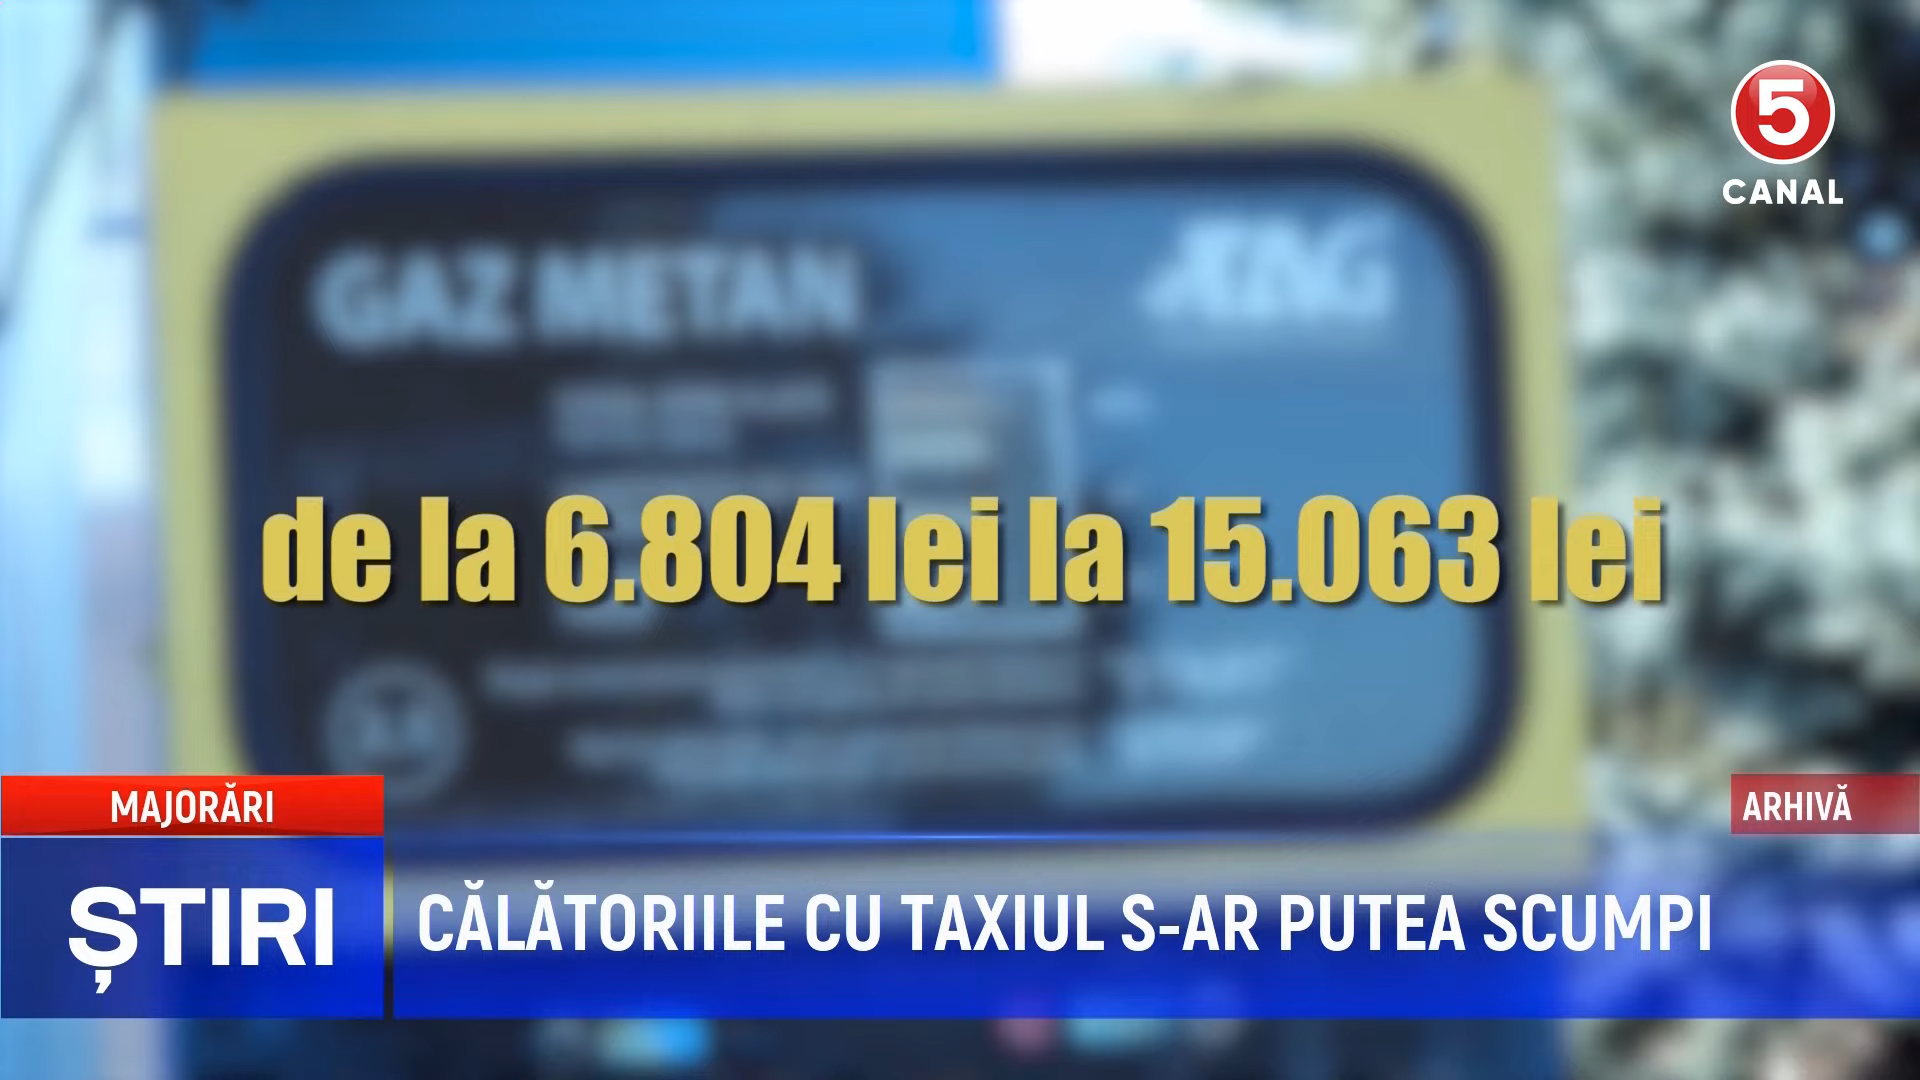 5
CANAL
GAZ METAN
de la 6.804 lei la 15.063 lei
MAJORĂRI
ARHIVĂ
ȘTIRI
CĂLĂTORIILE CU TAXIUL S-AR PUTEA SCUMPI